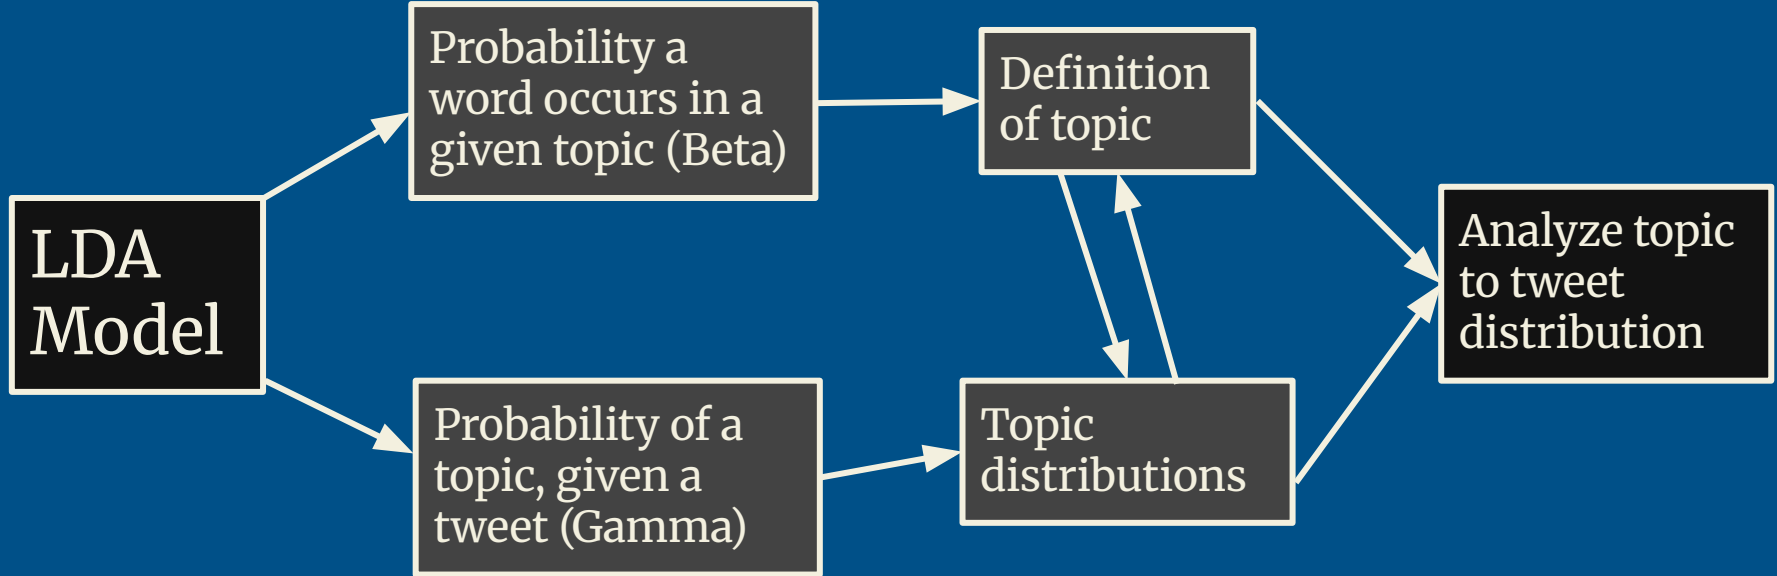 LDA
Model
Probability a
word occurs in a
given topic (Beta)
Probability of a
topic, given a
tweet (Gamma)
Definition
of topic
Topic
distributions
Analyze topic
to tweet
distribution